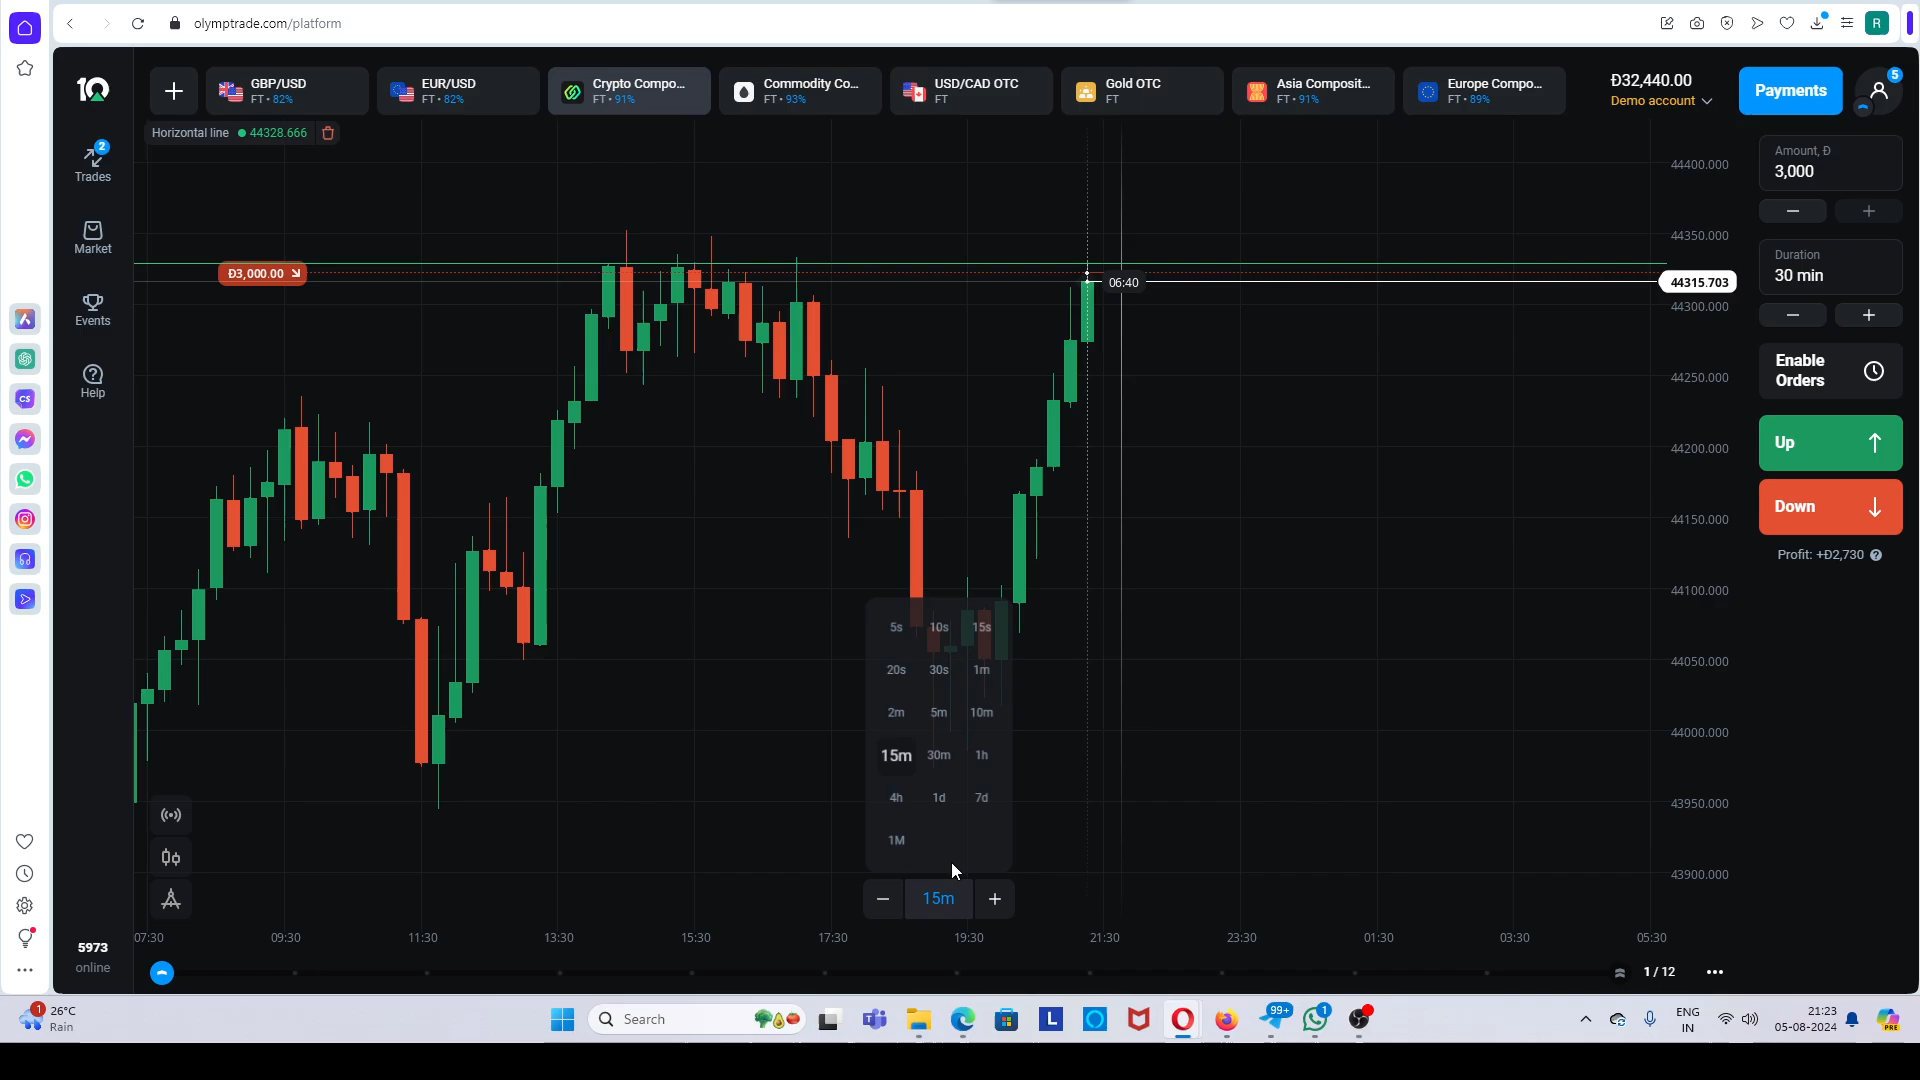 olymptrade.com/platform
R
GBP/USD
FT • 82%
EUR/USD
FT • 82%
Crypto Compo...
FT • 91%
Commodity Co...
FT • 93%
USD/CAD OTC
FT
Gold OTC
FT
Asia Composit...
FT • 91%
Europe Compo...
FT • 89%
Đ32,440.00
Demo account
Payments
5
2
Trades
Market
Events
Help
5973
online
Horizontal line
44328.666
Đ3,000.00
06:40
44400.000
44350.000
44315.703
44300.000
44250.000
44200.000
44150.000
44100.000
44050.000
44000.000
43950.000
43900.000
Amount, Đ
3,000
Duration
30 min
Enable
Orders
Up
Down
Profit: +Đ2,730
5s 10s 15s
20s 30s 1m
2m 5m 10m
15m 30m 1h
4h 1d 7d
1M
15m
07:30 09:30 11:30 13:30 15:30 17:30 19:30 21:30 23:30 01:30 03:30 05:30
1 / 12
1
26°C
Rain
Search
L
99+
1
ENG
IN
21:23
05-08-2024
PRE
CS